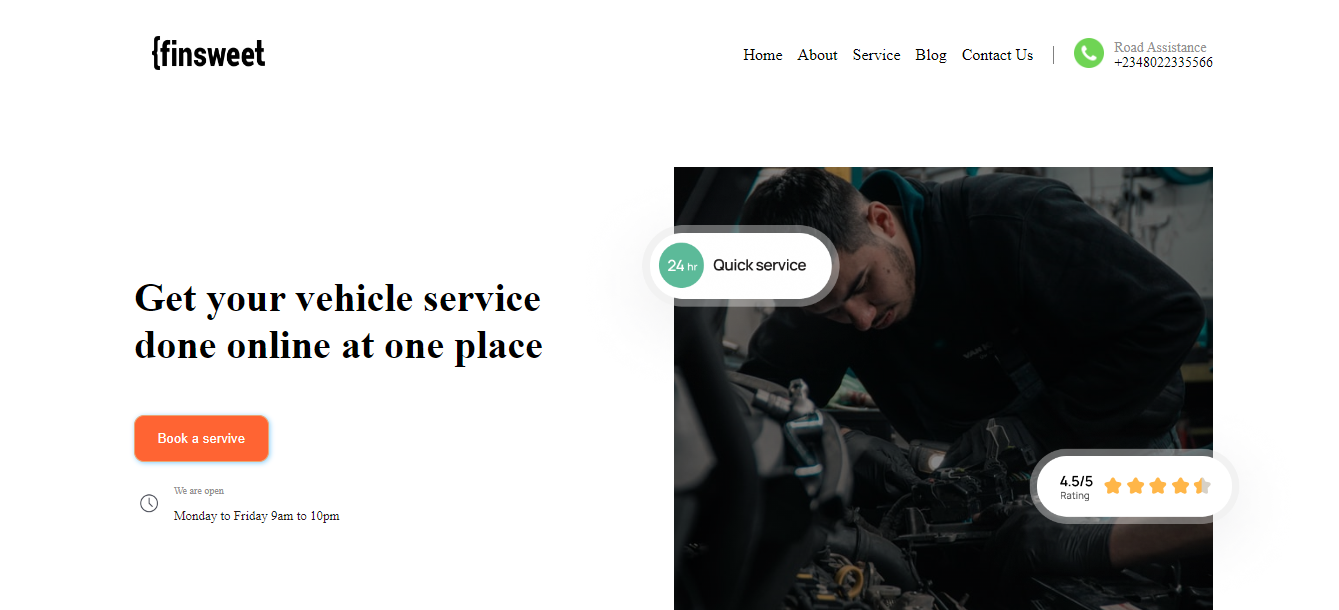 {finsweet
Home About Service Blog Contact Us
Road Assistance
+2348022335566
24 hr Quick service
Get your vehicle service
done online at one place
Book a servive
We are open
Monday to Friday 9am to 10pm
4.5/5
Rating